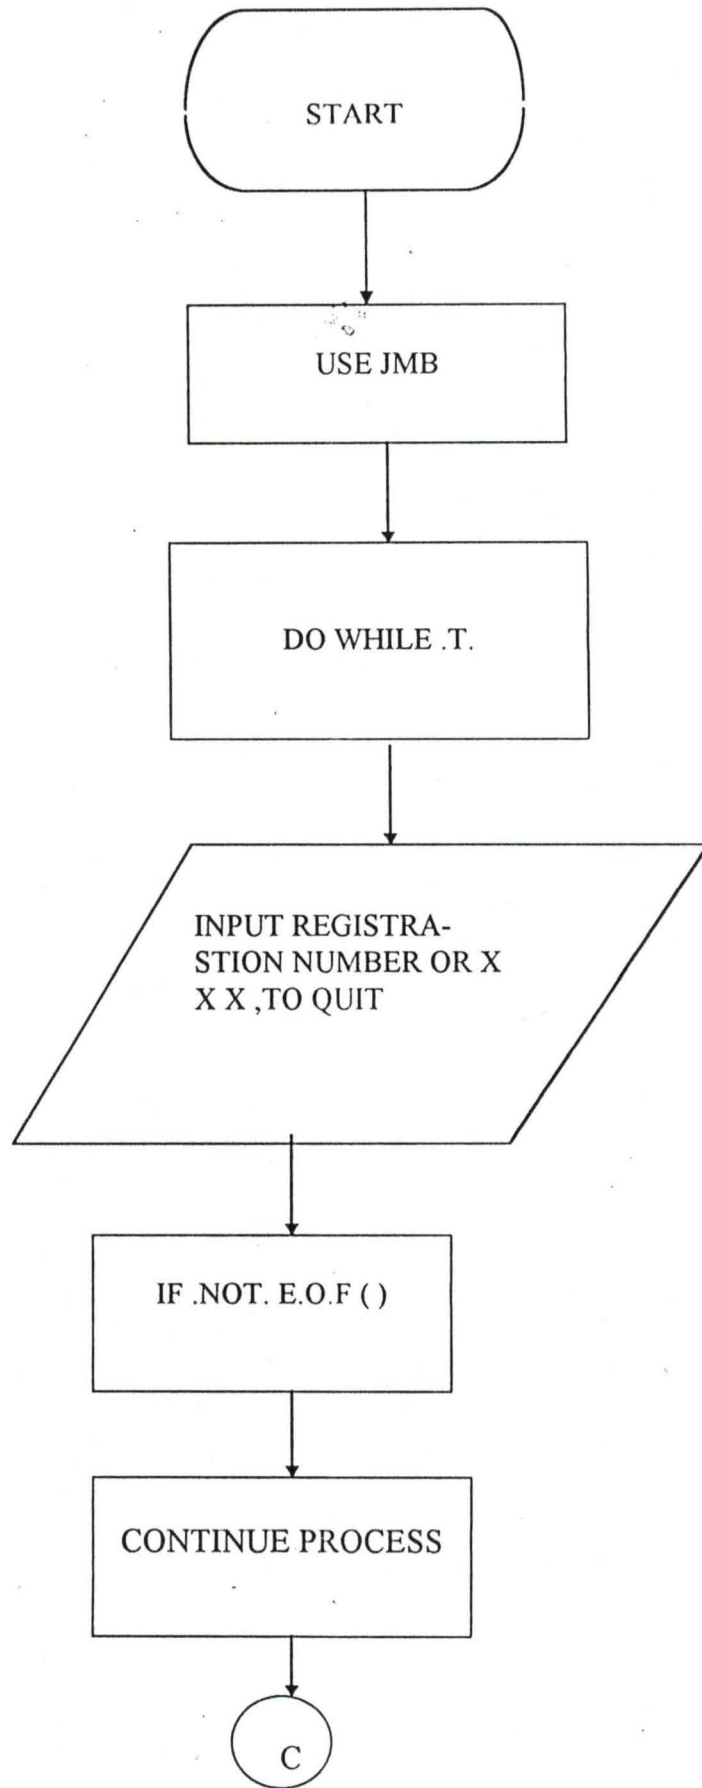 START
USE JMB
DO WHILE .T.
INPUT REGISTRA-
STION NUMBER OR X
X X ,TO QUIT
IF .NOT. E.O.F ( )
CONTINUE PROCESS
C